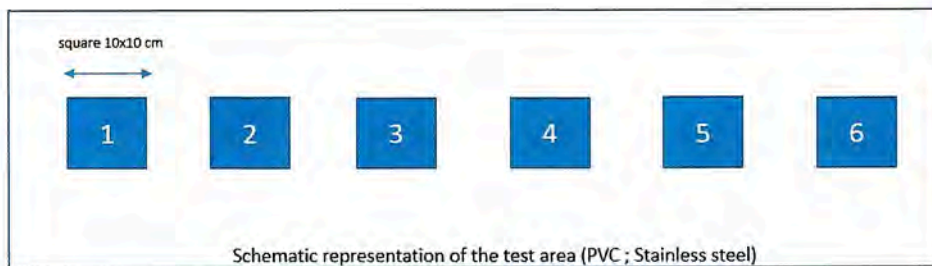 square 10x10 cm
1 2 3 4 5 6
Schematic representation of the test area (PVC ; Stainless steel)